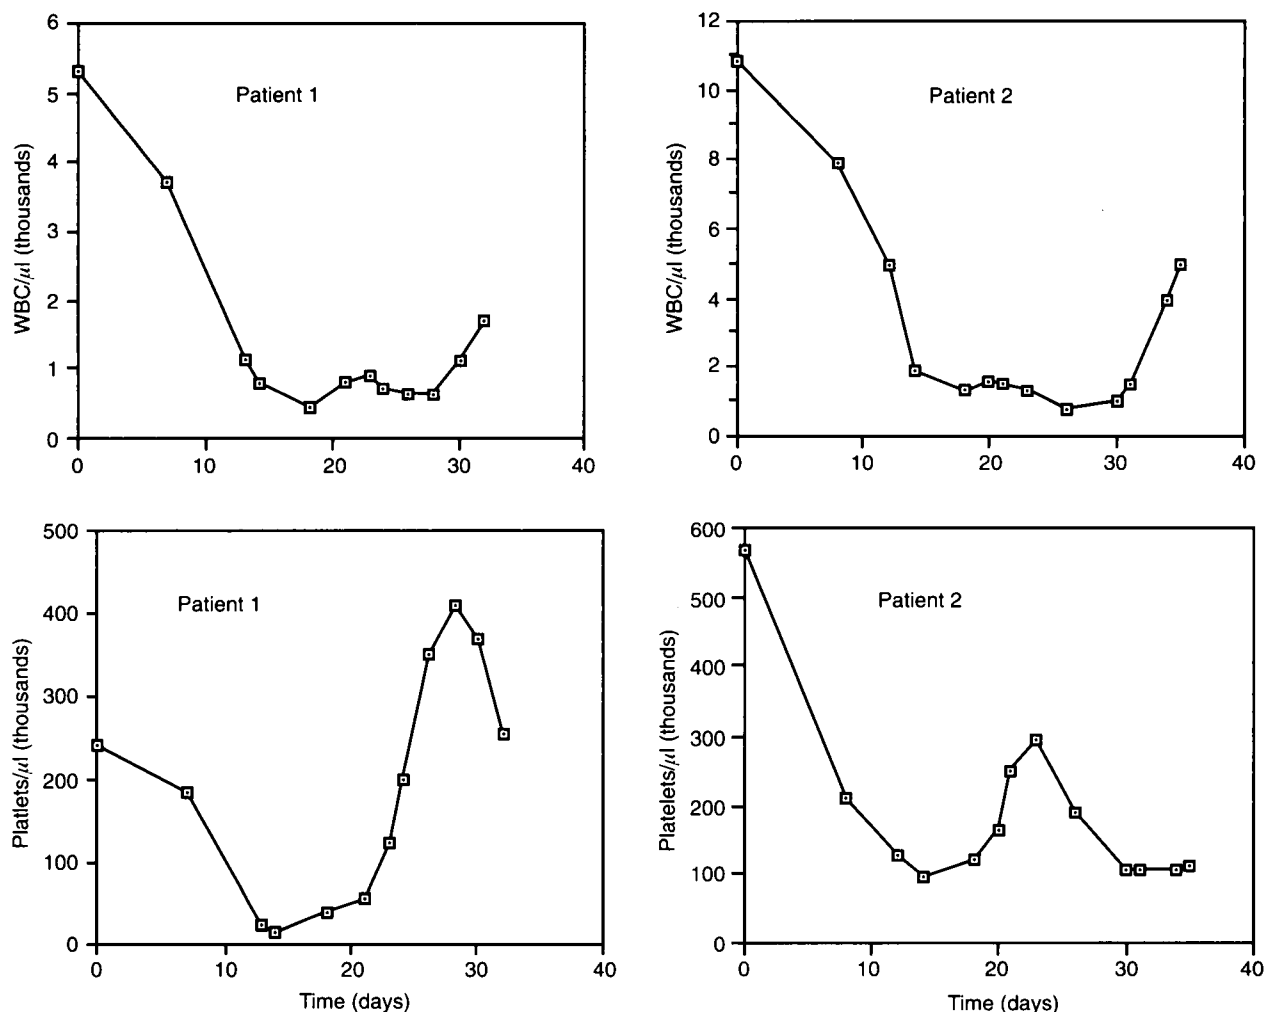 6
5
4
3
2
1
0
WBC/μl (thousands)
Patient 1
0 10 20 30 40
12
10
8
6
4
2
0
WBC/μl (thousands)
Patient 2
0 10 20 30 40
500
400
300
200
100
0
Platlets/μl (thousands)
Patient 1
0 10 20 30 40
Time (days)
600
500
400
300
200
100
0
Platelets/μl (thousands)
Patient 2
0 10 20 30 40
Time (days)